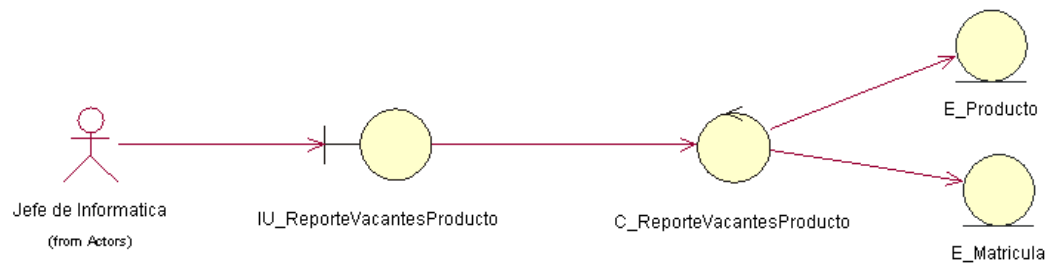 E_Producto
Jefe de Informatica
(from Actors)
IU_ReporteVacantesProducto
C_ReporteVacantesProducto
E_Matricula